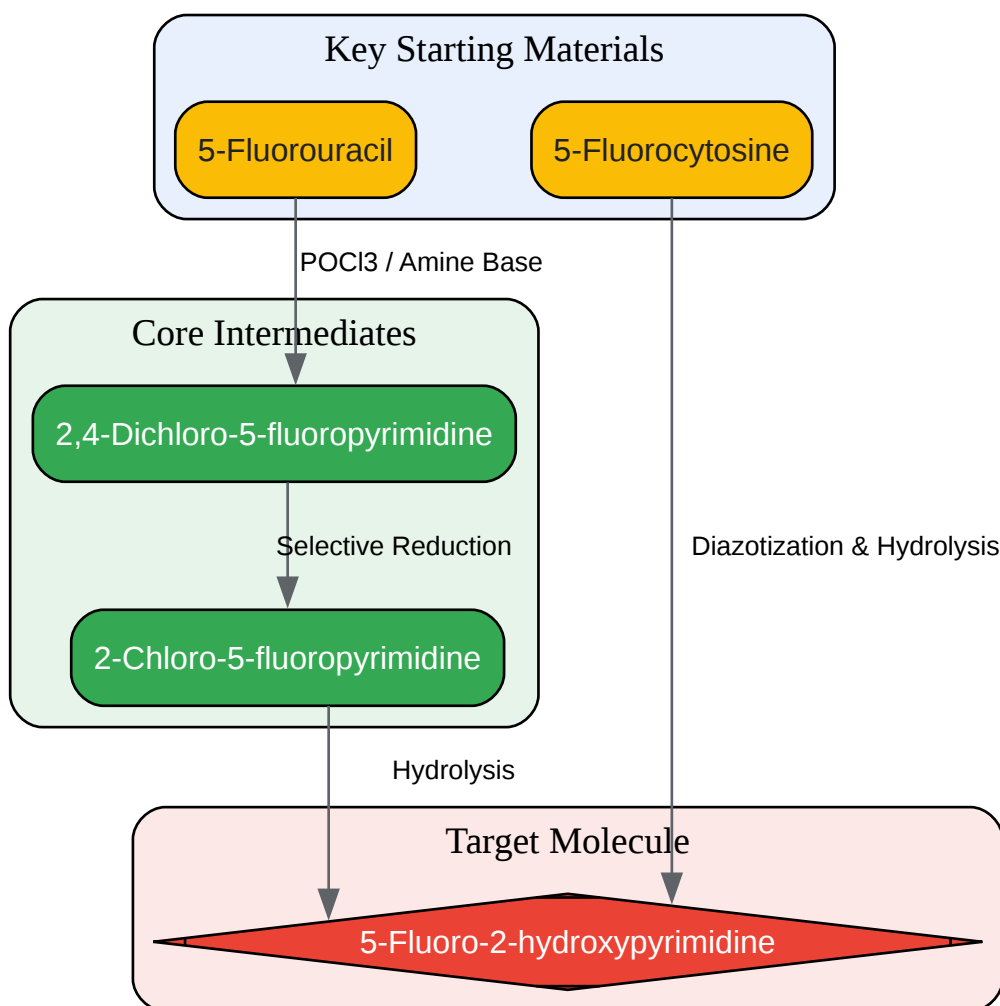 Key Starting Materials
5-Fluorouracil
5-Fluorocytosine
POCl3 / Amine Base
Core Intermediates
2,4-Dichloro-5-fluoropyrimidine
Selective Reduction
Diazotization & Hydrolysis
2-Chloro-5-fluoropyrimidine
Hydrolysis
Target Molecule
5-Fluoro-2-hydroxypyrimidine